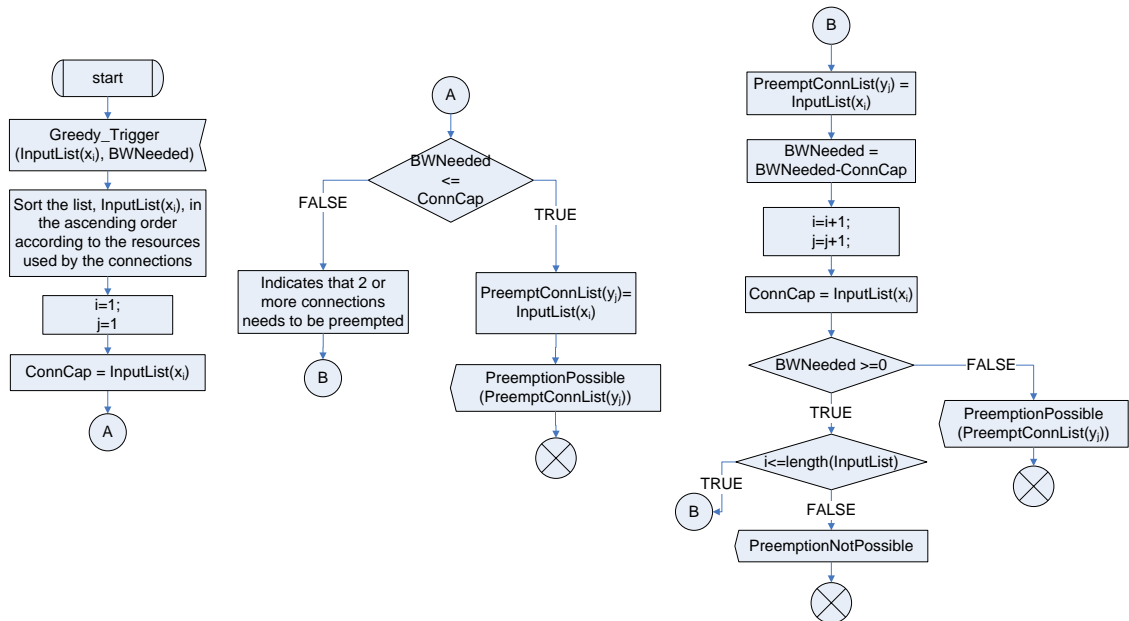 start
Greedy_Trigger
(InputList(xᵢ), BWNeeded)
Sort the list, InputList(xᵢ), in
the ascending order
according to the resources
used by the connections
i=1;
j=1
ConnCap = InputList(xᵢ)
A
A
BWNeeded
<=
ConnCap
FALSE
TRUE
Indicates that 2 or
more connections
needs to be preempted
B
PreemptConnList(yⱼ)=
InputList(xᵢ)
PreemptionPossible
(PreemptConnList(yⱼ))
B
PreemptConnList(yⱼ) =
InputList(xᵢ)
BWNeeded =
BWNeeded-ConnCap
i=i+1;
j=j+1;
ConnCap = InputList(xᵢ)
BWNeeded >=0
FALSE
TRUE
PreemptionPossible
(PreemptConnList(yⱼ))
i<=length(InputList)
TRUE
B
FALSE
PreemptionNotPossible